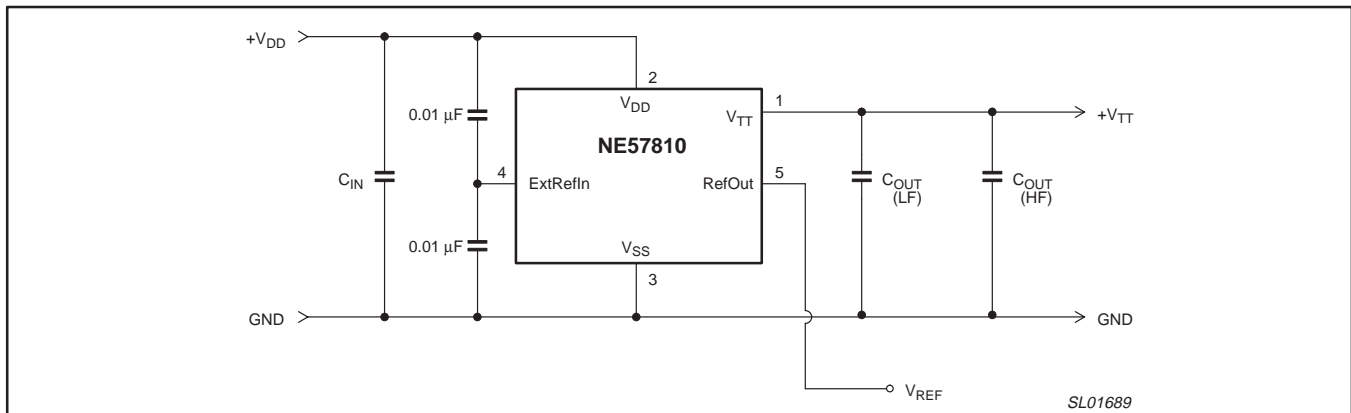 +VDD
2
0.01 μF
VDD
1
VTT
+VTT
NE57810
CIN
4
ExtRefIn
RefOut
5
COUT
(LF)
COUT
(HF)
0.01 μF
VSS
3
GND
GND
VREF
SL01689